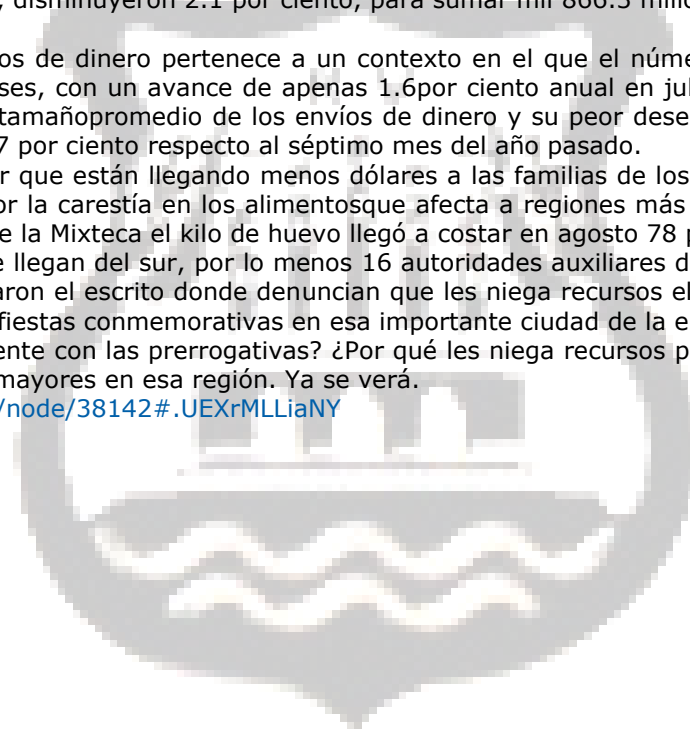 , disminuyeron 2.1 por ciento, para sumar mil 866.5 millo
os de dinero pertenece a un contexto en el que el núme
ses, con un avance de apenas 1.6por ciento anual en jul
tamañopromedio de los envíos de dinero y su peor dese
7 por ciento respecto al séptimo mes del año pasado.
r que están llegando menos dólares a las familias de los
or la carestía en los alimentosque afecta a regiones más
e la Mixteca el kilo de huevo llegó a costar en agosto 78 p
e llegan del sur, por lo menos 16 autoridades auxiliares d
aron el escrito donde denuncian que les niega recursos el
fiestas conmemorativas en esa importante ciudad de la e
ente con las prerrogativas? ¿Por qué les niega recursos p
mayores en esa región. Ya se verá.
/node/38142#.UEXrMLLiaNY